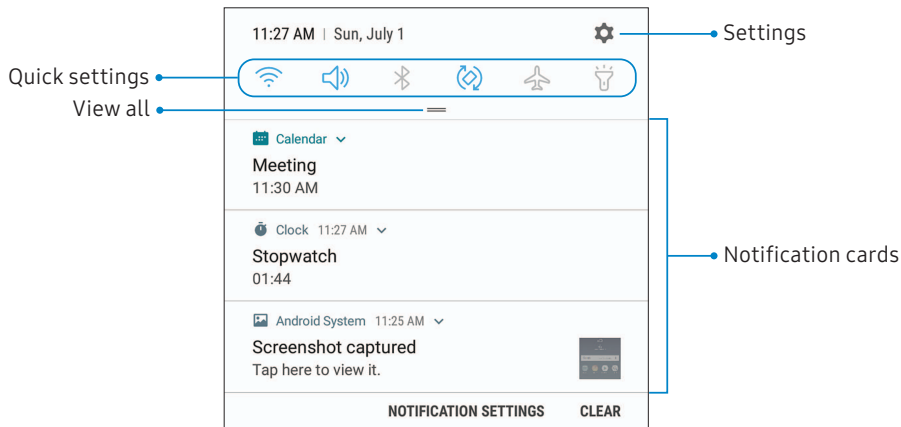 11:27 AM | Sun, July 1
Settings
Quick settings
View all
Calendar
Meeting
11:30 AM
Clock 11:27 AM
Stopwatch
01:44
Notification cards
Android System 11:25 AM
Screenshot captured
Tap here to view it.
NOTIFICATION SETTINGS CLEAR